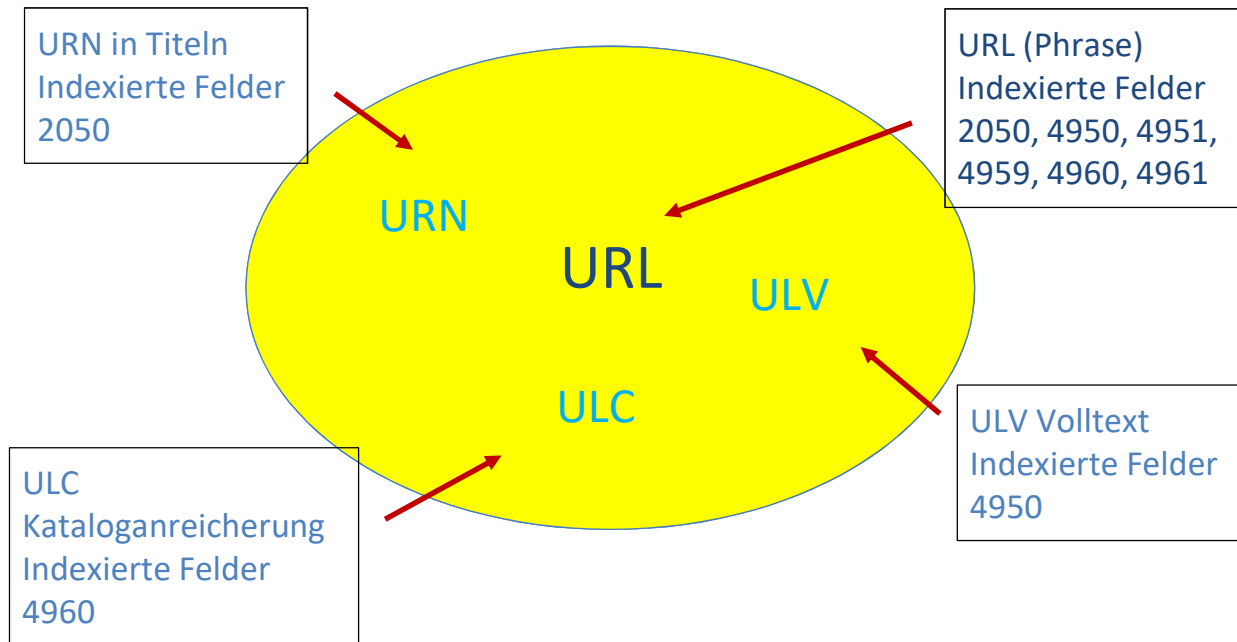 URN in Titeln
Indexierte Felder
2050
URL (Phrase)
Indexierte Felder
2050, 4950, 4951,
4959, 4960, 4961
URN
URL
ULV
ULC
ULC
Kataloganreicherung
Indexierte Felder
4960
ULV Volltext
Indexierte Felder
4950